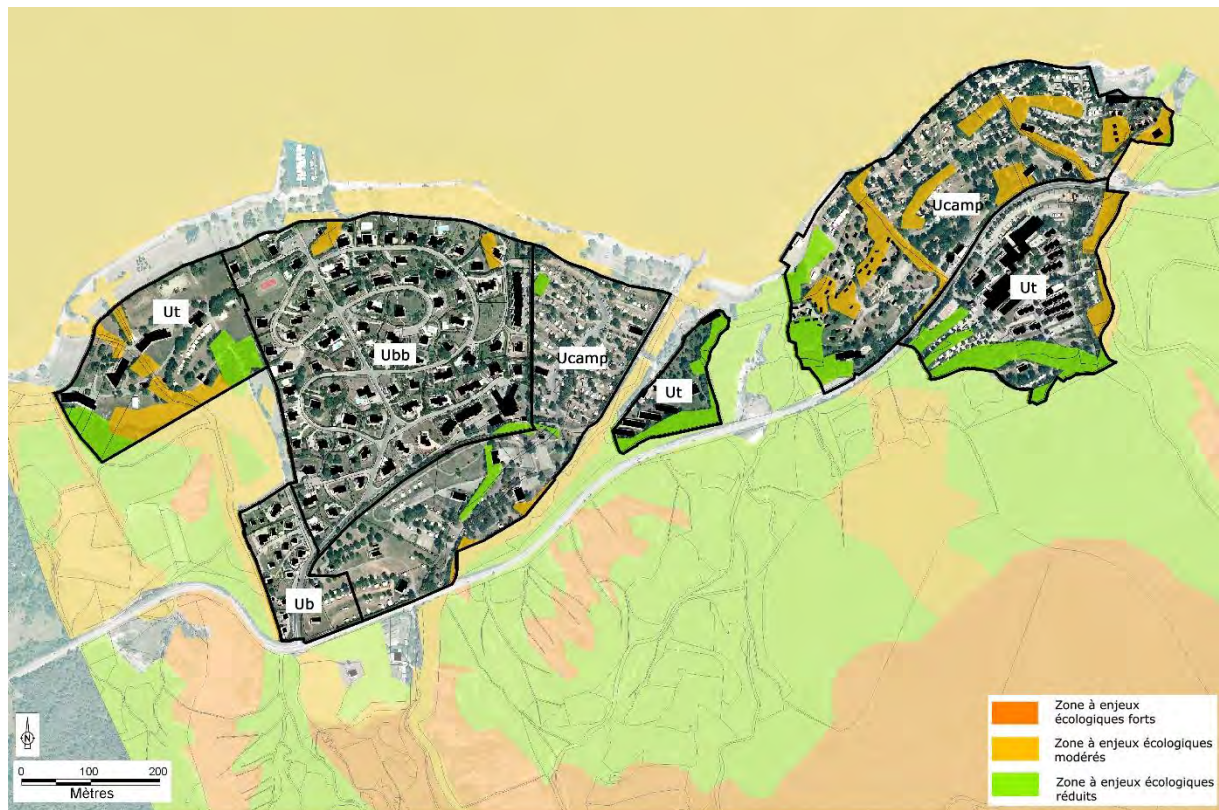 Ucamp
Ut
Ut
Ubb
Ucamp
Ut
Ub
Zone à enjeux
écologiques forts
Zone à enjeux écologiques
modérés
Zone à enjeux écologiques
réduits
N
0 100 200
Mètres